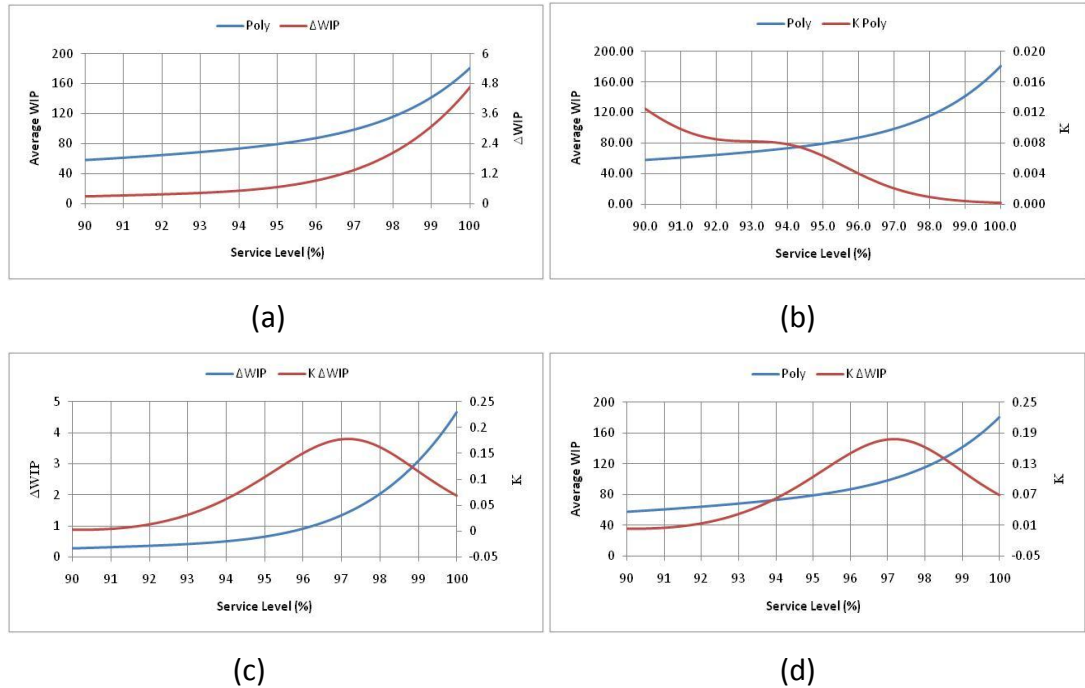 Poly ΔWIP
Average WIP
200
160
120
80
40
0
6
4.8
3.6
2.4
1.2
0
ΔWIP
90 91 92 93 94 95 96 97 98 99 100
Service Level (%)
(a)
Poly K Poly
Average WIP
200.00
160.00
120.00
80.00
40.00
0.00
0.020
0.016
0.012
0.008
0.004
0.000
K
90.0 91.0 92.0 93.0 94.0 95.0 96.0 97.0 98.0 99.0 100.0
Service Level (%)
(b)
ΔWIP K ΔWIP
ΔWIP
5
4
3
2
1
0
0.25
0.2
0.15
0.1
0.05
0
-0.05
K
90 91 92 93 94 95 96 97 98 99 100
Service Level (%)
(c)
Poly K ΔWIP
Average WIP
200
160
120
80
40
0
0.25
0.19
0.13
0.07
0.01
-0.05
K
90 91 92 93 94 95 96 97 98 99 100
Service Level (%)
(d)